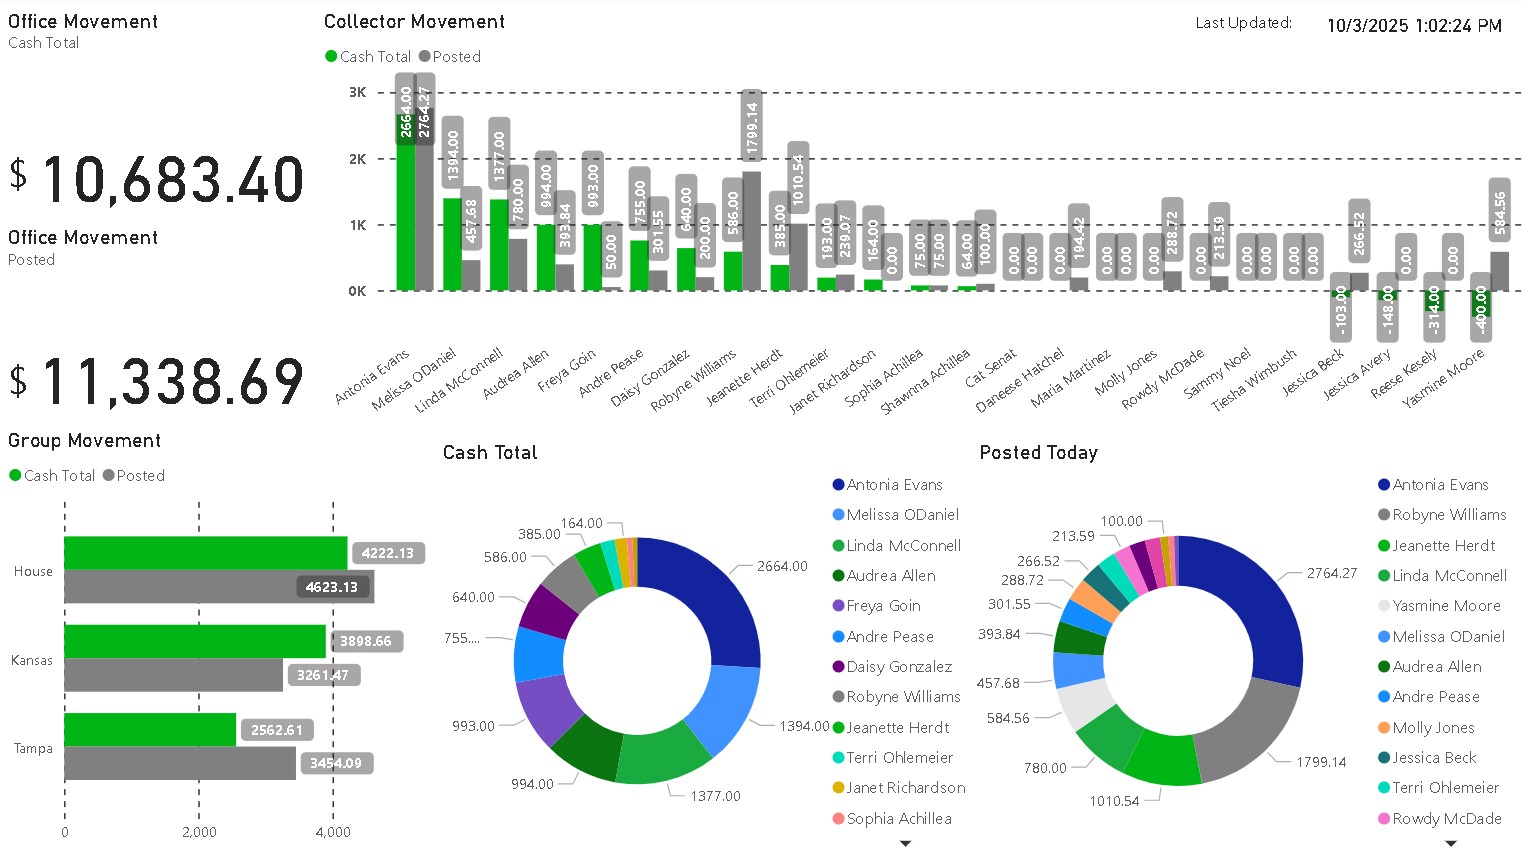 Office Movement
Cash Total
$ 10,683.40
Office Movement
Posted
$ 11,338.69
Collector Movement
Last Updated: 10/3/2025 1:02:24 PM
Cash Total Posted
3K
2K
1K
0K
2664.00 2764.27
1394.00 457.68
1377.00 780.00
994.00 393.84
993.00 50.00
755.00 301.55
640.00 200.00
586.00 1799.14
385.00 1010.54
193.00 239.07
164.00 0.00
75.00 75.00
64.00 100.00
0.00 0.00
0.00 194.42
0.00 0.00
0.00 288.72
0.00 213.59
0.00 0.00
0.00 0.00
-103.00 266.52
-148.00 0.00
-314.00 0.00
-400.00 584.56
Antonia Evans
Melissa ODaniel
Linda McConnell
Audrea Allen
Freya Goin
Andre Pease
Daisy Gonzalez
Robyne Williams
Jeanette Herdt
Terri Ohlemeier
Janet Richardson
Sophia Achillea
Shawnna Achillea
Cat Senat
Daneese Hatchel
Maria Martinez
Molly Jones
Rowdy McDade
Sammy Noel
Tiesha Wimbush
Jessica Beck
Jessica Avery
Reese Kesely
Yasmine Moore
Group Movement
Cash Total Posted
House
4222.13
4623.13
Kansas
3898.66
3261.47
Tampa
2562.61
3454.09
0 2,000 4,000
Cash Total
2664.00
1394.00
1377.00
994.00
993.00
755....
640.00
586.00
385.00
164.00
Antonia Evans
Melissa ODaniel
Linda McConnell
Audrea Allen
Freya Goin
Andre Pease
Daisy Gonzalez
Robyne Williams
Jeanette Herdt
Terri Ohlemeier
Janet Richardson
Sophia Achillea
Posted Today
2764.27
1799.14
1010.54
780.00
584.56
457.68
393.84
301.55
288.72
266.52
213.59
100.00
Antonia Evans
Robyne Williams
Jeanette Herdt
Linda McConnell
Yasmine Moore
Melissa ODaniel
Audrea Allen
Andre Pease
Molly Jones
Jessica Beck
Terri Ohlemeier
Rowdy McDade